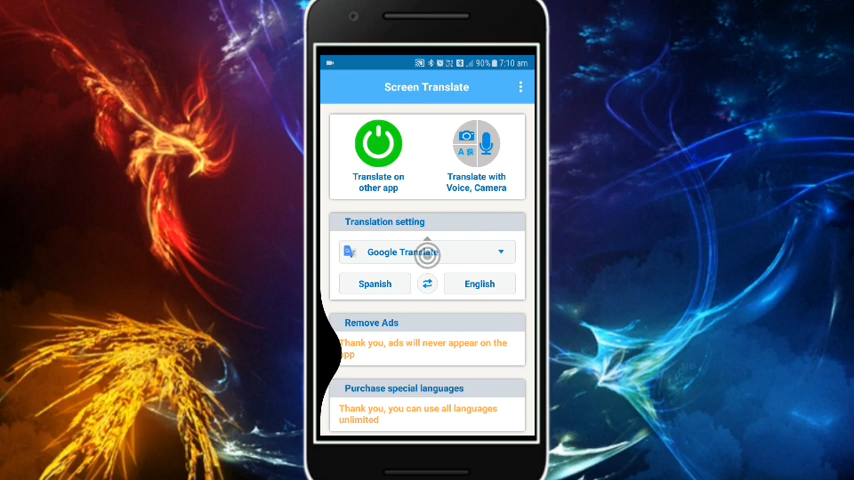 90% 7:10 am
Screen Translate
Translate on
other app
Translate with
Voice, Camera
Translation setting
Google Translate
Spanish
English
Remove Ads
Thank you, ads will never appear on the
app
Purchase special languages
Thank you, you can use all languages
unlimited